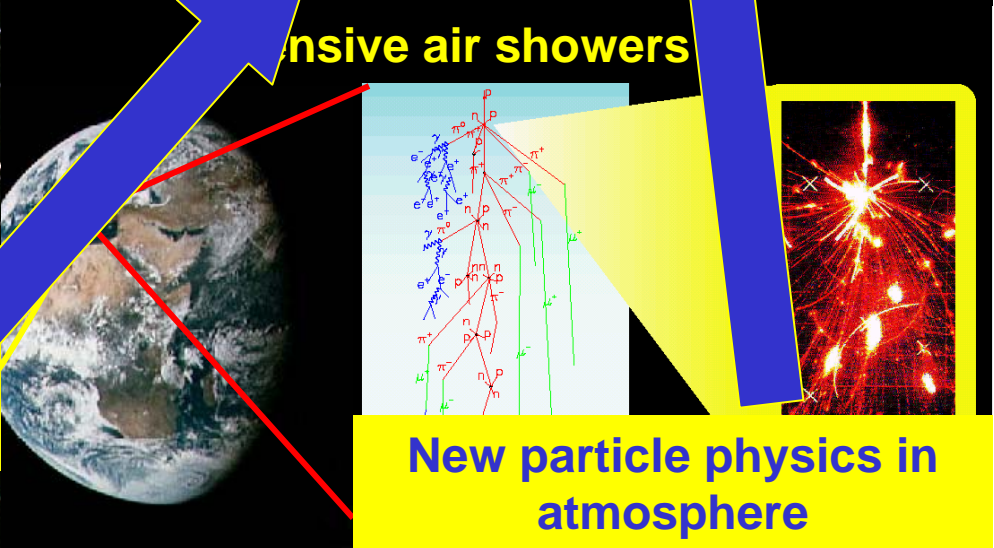 ensive air showers
p
n p
π° π⁺
γ p π⁺
e⁻ e⁺ π⁺ π⁻
e⁺ μ⁻
e⁺ e⁺ e⁺
n p π⁻
π° n
γ μ⁺
n n n
e⁺ e⁻ p n p
π⁻
e⁺ μ⁺
n p
π⁺ p
μ⁻
π⁻
μ⁺ n p
n
μ⁻
New particle physics in
atmosphere